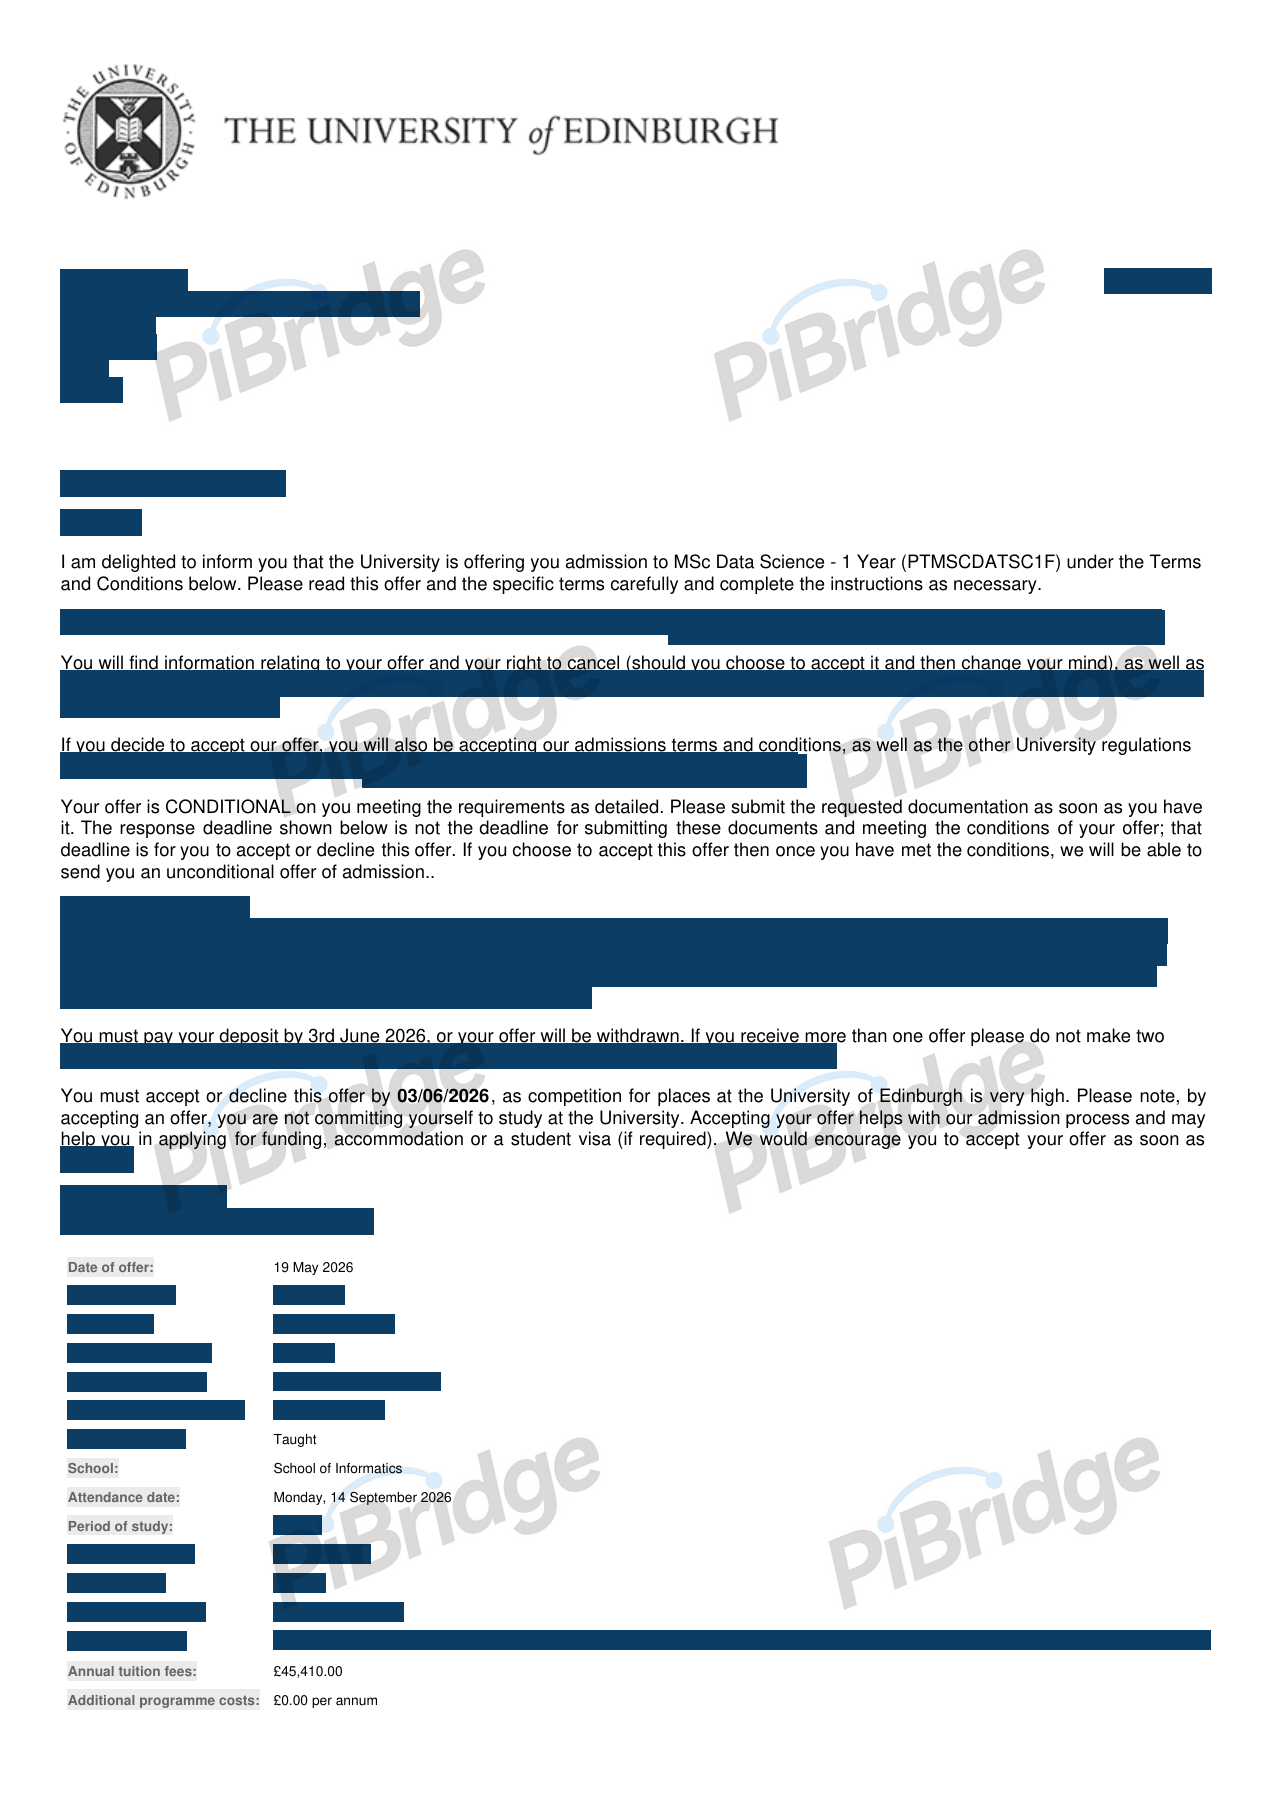 THE UNIVERSITY OF EDINBURGH
THE UNIVERSITY of EDINBURGH
PiBridge
PiBridge
I am delighted to inform you that the University is offering you admission to MSc Data Science - 1 Year (PTMSCDATSC1F) under the Terms
and Conditions below. Please read this offer and the specific terms carefully and complete the instructions as necessary.
You will find information relating to your offer and your right to cancel (should you choose to accept it and then change your mind), as well as
PiBridge
PiBridge
If you decide to accept our offer, you will also be accepting our admissions terms and conditions, as well as the other University regulations
Your offer is CONDITIONAL on you meeting the requirements as detailed. Please submit the requested documentation as soon as you have
it. The response deadline shown below is not the deadline for submitting these documents and meeting the conditions of your offer; that
deadline is for you to accept or decline this offer. If you choose to accept this offer then once you have met the conditions, we will be able to
send you an unconditional offer of admission..
You must pay your deposit by 3rd June 2026, or your offer will be withdrawn. If you receive more than one offer please do not make two
PiBridge
PiBridge
You must accept or decline this offer by 03/06/2026, as competition for places at the University of Edinburgh is very high. Please note, by
accepting an offer, you are not committing yourself to study at the University. Accepting your offer helps with our admission process and may
help you in applying for funding, accommodation or a student visa (if required). We would encourage you to accept your offer as soon as
Date of offer: 19 May 2026
Taught
School: School of Informatics
Attendance date: Monday, 14 September 2026
Period of study:
PiBridge
PiBridge
Annual tuition fees: £45,410.00
Additional programme costs: £0.00 per annum